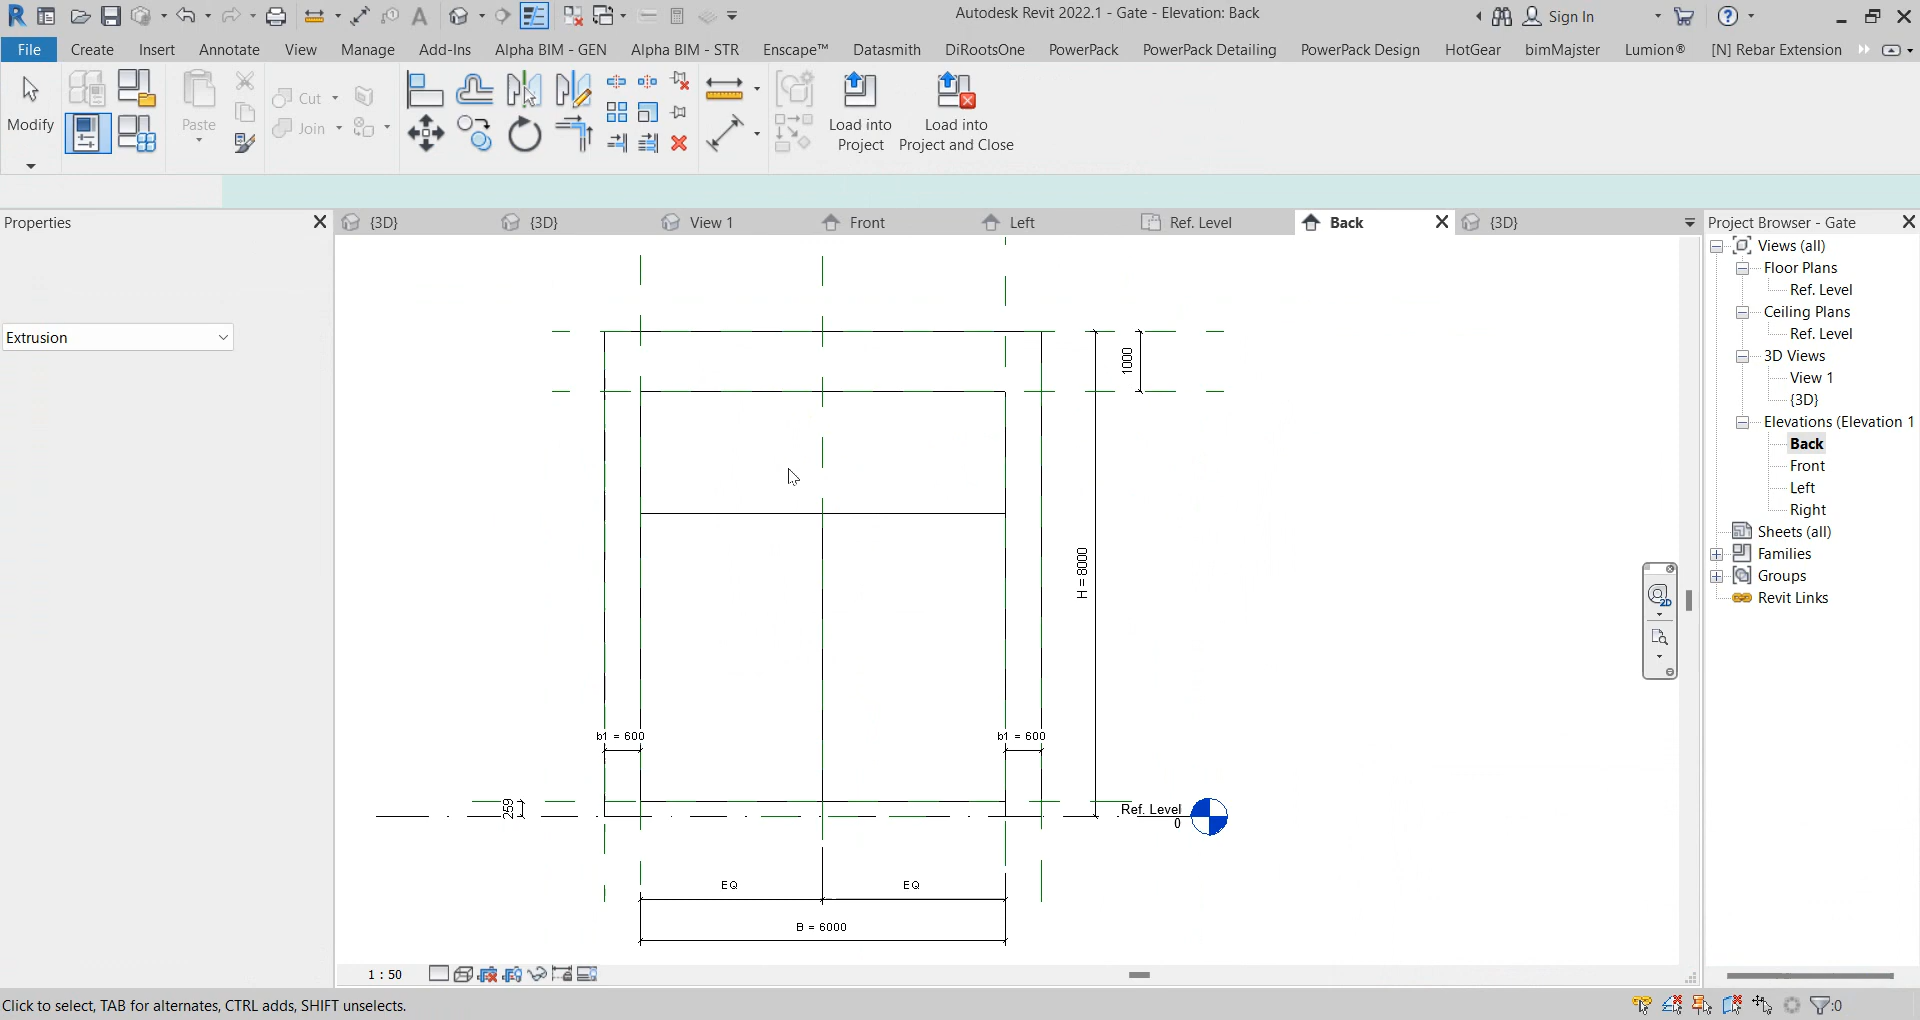 Autodesk Revit 2022.1 - Gate - Elevation: Back
Sign In
File Create Insert Annotate View Manage Add-Ins Alpha BIM - GEN Alpha BIM - STR Enscape™ Datasmith DiRootsOne PowerPack PowerPack Detailing PowerPack Design HotGear bimMajster Lumion® [N] Rebar Extension
Modify
Paste
Cut
Join
Load into
Project
Load into
Project and Close
Properties
{3D} {3D} View 1 Front Left Ref. Level Back {3D}
Project Browser - Gate
Extrusion
Views (all)
Floor Plans
Ref. Level
Ceiling Plans
Ref. Level
3D Views
View 1
{3D}
Elevations (Elevation 1
Back
Front
Left
Right
Sheets (all)
Families
Groups
Revit Links
1000
H = 8000
b1 = 600
b1 = 600
259
Ref. Level
0
EQ
EQ
B = 6000
2D
1 : 50
Click to select, TAB for alternates, CTRL adds, SHIFT unselects.
:0